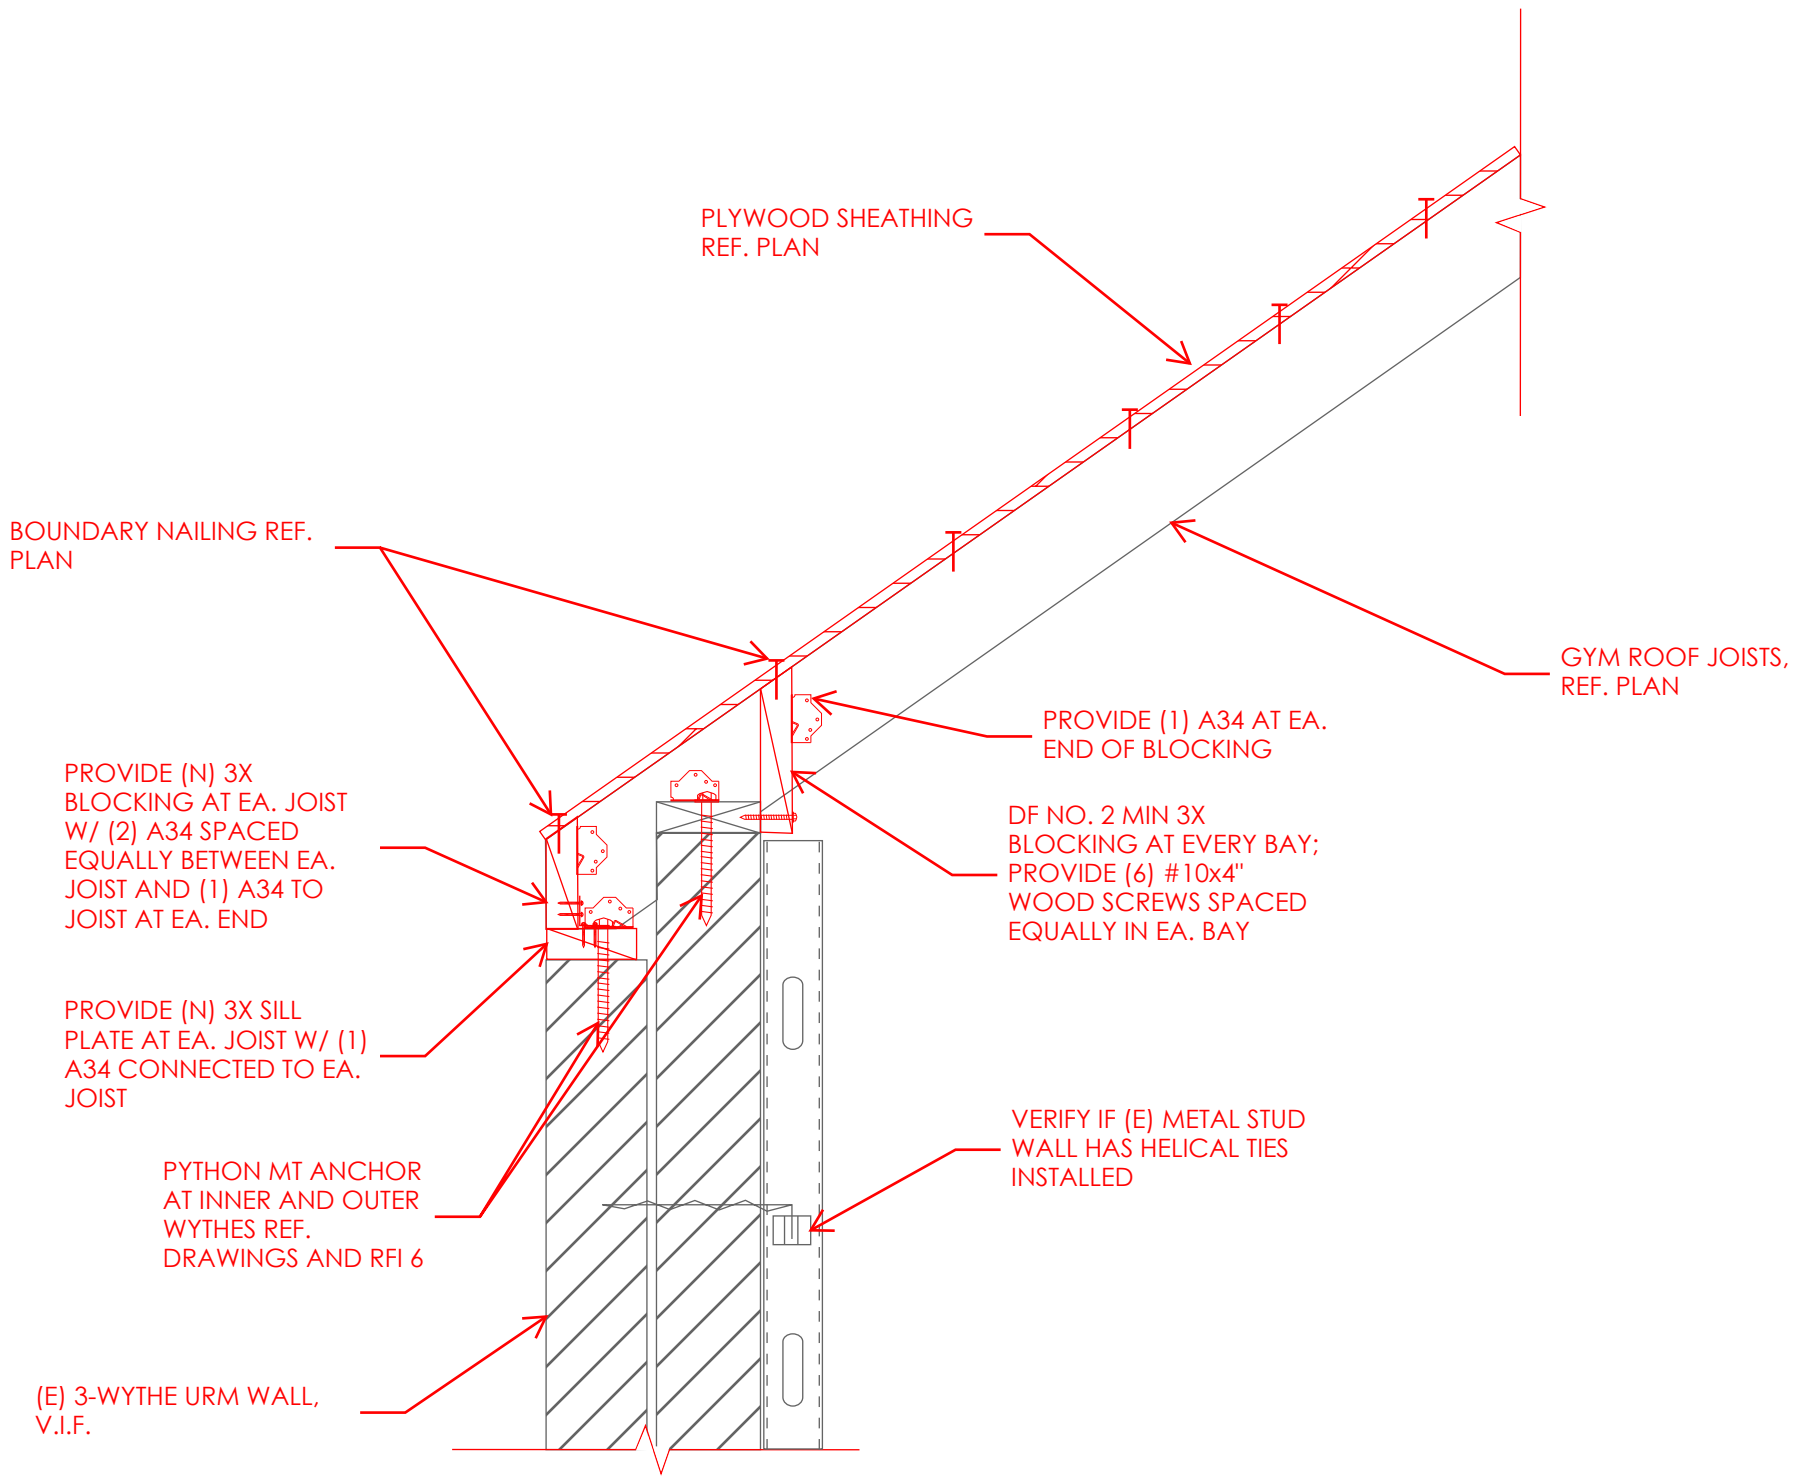 PLYWOOD SHEATHING
REF. PLAN
BOUNDARY NAILING REF.
PLAN
GYM ROOF JOISTS,
REF. PLAN
PROVIDE (1) A34 AT EA.
END OF BLOCKING
PROVIDE (N) 3X
BLOCKING AT EA. JOIST
W/ (2) A34 SPACED
EQUALLY BETWEEN EA.
JOIST AND (1) A34 TO
JOIST AT EA. END
DF NO. 2 MIN 3X
BLOCKING AT EVERY BAY;
PROVIDE (6) #10x4"
WOOD SCREWS SPACED
EQUALLY IN EA. BAY
PROVIDE (N) 3X SILL
PLATE AT EA. JOIST W/ (1)
A34 CONNECTED TO EA.
JOIST
VERIFY IF (E) METAL STUD
WALL HAS HELICAL TIES
INSTALLED
PYTHON MT ANCHOR
AT INNER AND OUTER
WYTHES REF.
DRAWINGS AND RFI 6
(E) 3-WYTHE URM WALL,
V.I.F.